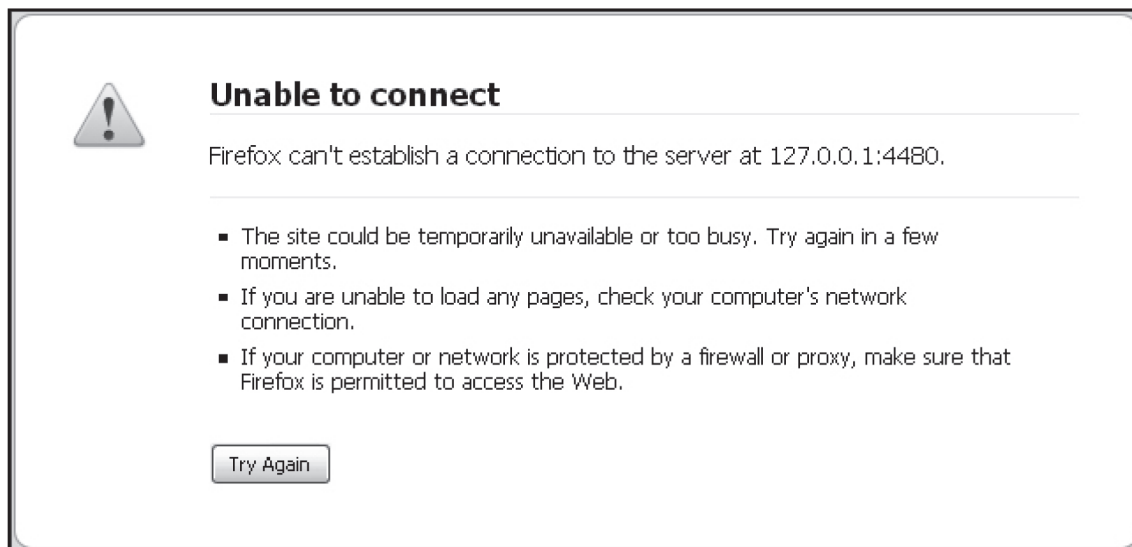 Unable to connect
Firefox can't establish a connection to the server at 127.0.0.1:4480.
▪ The site could be temporarily unavailable or too busy. Try again in a few
moments.
▪ If you are unable to load any pages, check your computer's network
connection.
▪ If your computer or network is protected by a firewall or proxy, make sure that
Firefox is permitted to access the Web.
Try Again